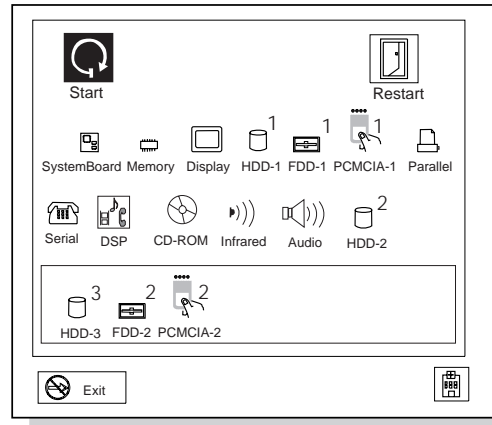 Start Restart
1 1 1
SystemBoard Memory Display HDD-1 FDD-1 PCMCIA-1 Parallel
2
Serial DSP CD-ROM Infrared Audio HDD-2
3 2 2
HDD-3 FDD-2 PCMCIA-2
Exit